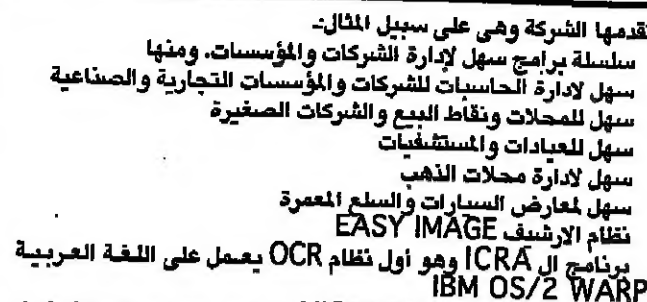 تقدمها الشركة وهى على سبيل المثال:-
سلسلة برامج سهل لإدارة الشركات والمؤسسات. ومنها
سهل لادارة الحاسبات للشركات والمؤسسات التجارية والصناعية
سهل للمحلات ونقاط البيع والشركات الصغيرة
سهل للعيادات والمستشفيات
سهل لادارة محلات الذهب
سهل لمعارض السيارات والسلع المعمرة
نظام الارشيف EASY IMAGE
برنامج ال ICRA وهو أول نظام OCR يعمل على اللغة العربية
IBM OS/2 WARP